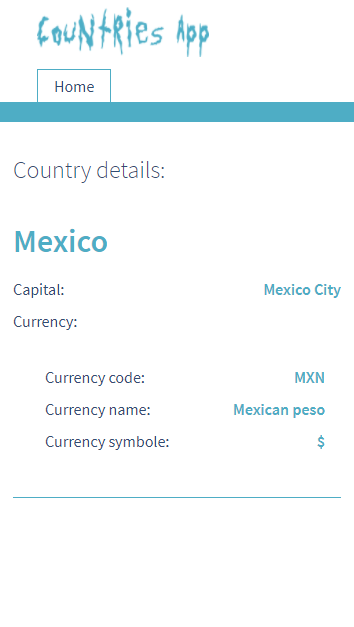 CouNtRies App
Home
Country details:
Mexico
Capital: Mexico City
Currency:
Currency code: MXN
Currency name: Mexican peso
Currency symbole: $